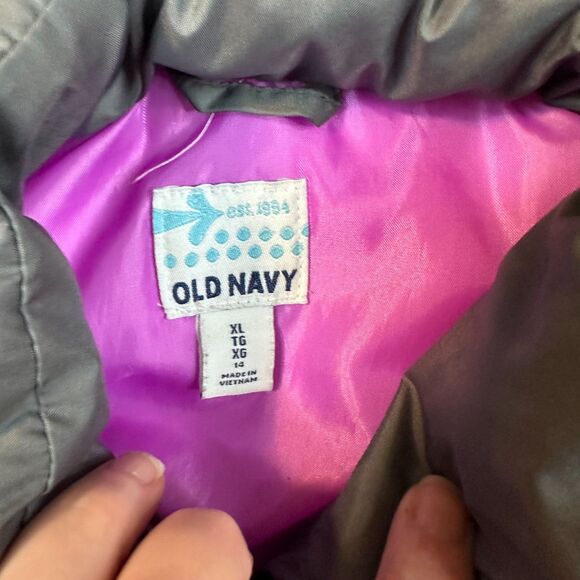 est. 1994
OLD NAVY
XL
TG
XG
14
MADE IN
VIETNAM